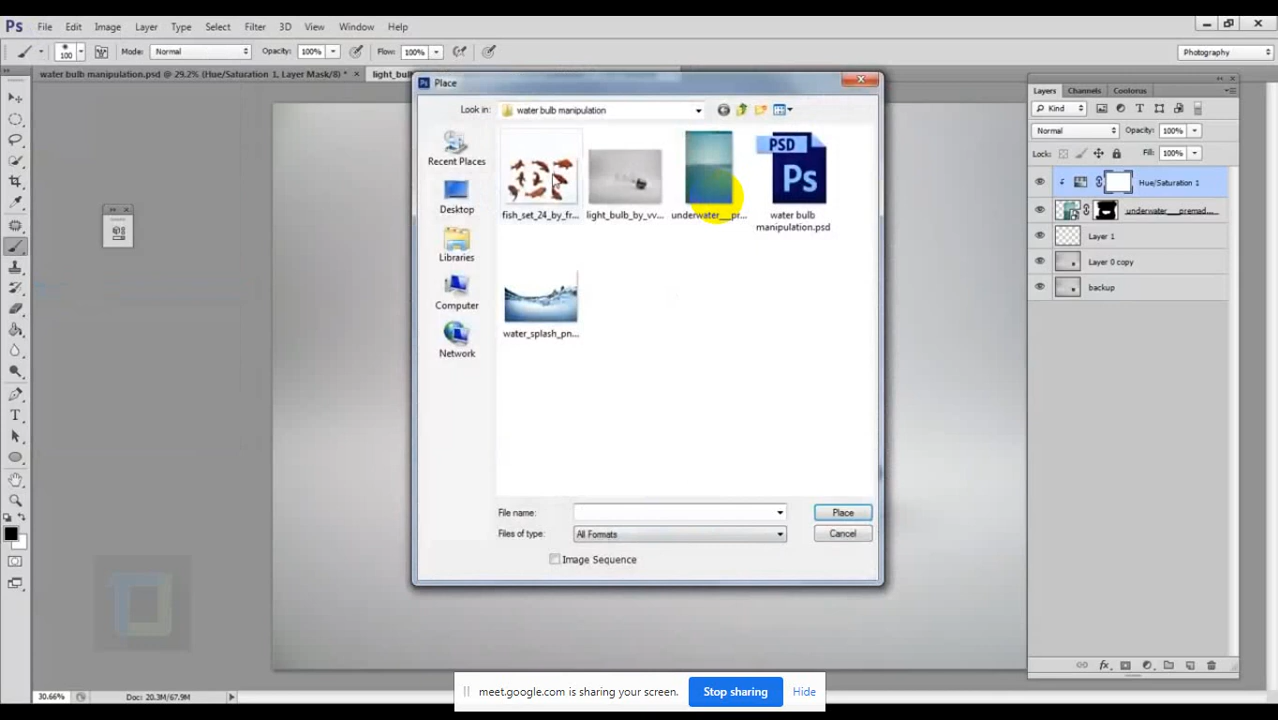 Ps File Edit Image Layer Type Select Filter 3D View Window Help
100 Mode: Normal Opacity: 100% Flow: 100% Photography
water bulb manipulation.psd @ 29.2% (Hue/Saturation 1, Layer Mask/8) * × light_bulb
Place
Look in: water bulb manipulation
Recent Places
Desktop
Libraries
Computer
Network
fish_set_24_by_fr... light_bulb_by_vv... underwater___pr... water bulb manipulation.psd
PSD
Ps
water_splash_pn...
File name: Place
Files of type: All Formats Cancel
Image Sequence
Layers Channels Coolorus
Kind
Normal Opacity: 100%
Lock: Fill: 100%
Hue/Saturation 1
underwater___premad...
Layer 1
Layer 0 copy
backup
30.66% Doc: 20.3M/67.9M
meet.google.com is sharing your screen. Stop sharing Hide